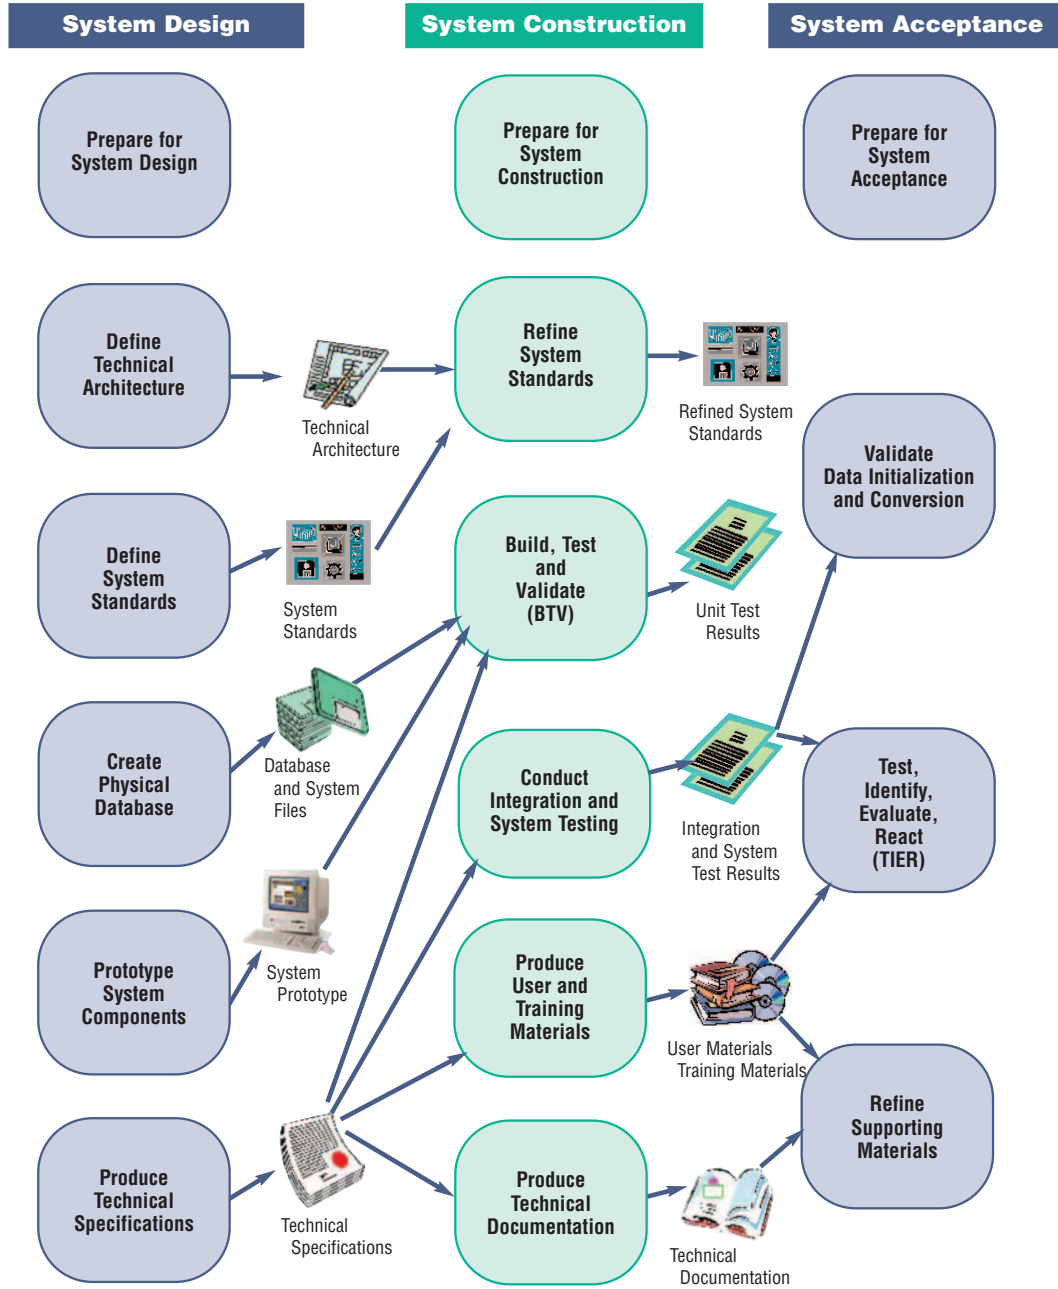 System Design
System Construction
System Acceptance
Prepare for
System Design
Prepare for
System
Construction
Prepare for
System
Acceptance
Define
Technical
Architecture
Technical
Architecture
Refine
System
Standards
Refined System
Standards
Validate
Data Initialization
and Conversion
Define
System
Standards
System
Standards
Build, Test
and
Validate
(BTV)
Unit Test
Results
Create
Physical
Database
Database
and System
Files
Conduct
Integration and
System Testing
Integration
and System
Test Results
Test,
Identify,
Evaluate,
React
(TIER)
Prototype
System
Components
System
Prototype
Produce
User and
Training
Materials
User Materials
Training Materials
Refine
Supporting
Materials
Produce
Technical
Specifications
Technical
Specifications
Produce
Technical
Documentation
Technical
Documentation